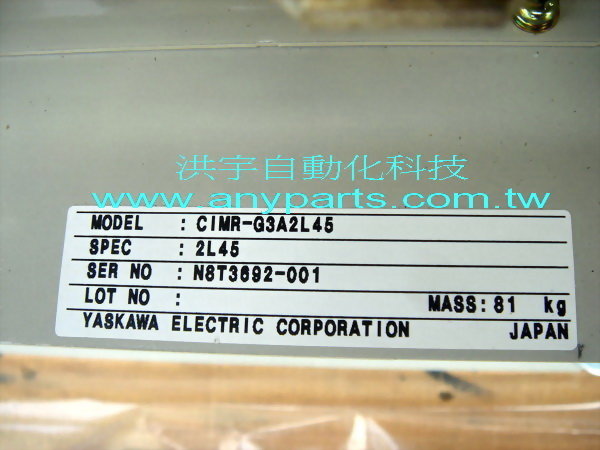 洪宇自動化科技
www.anyparts.com.tw
MODEL : CIMR-G3A2L45
SPEC : 2L45
SER NO : N8T3692-001
LOT NO : MASS: 81 kg
YASKAWA ELECTRIC CORPORATION JAPAN